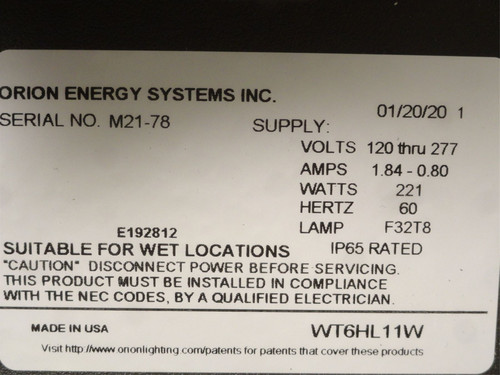 ORION ENERGY SYSTEMS INC.
01/20/20 1
SERIAL NO. M21-78
SUPPLY:
VOLTS 120 thru 277
AMPS 1.84 - 0.80
WATTS 221
HERTZ 60
E192812
LAMP F32T8
SUITABLE FOR WET LOCATIONS IP65 RATED
"CAUTION" DISCONNECT POWER BEFORE SERVICING.
THIS PRODUCT MUST BE INSTALLED IN COMPLIANCE
WITH THE NEC CODES, BY A QUALIFIED ELECTRICIAN.
MADE IN USA WT6HL11W
Visit http://www.orionlighting.com/patents for patents that cover these products